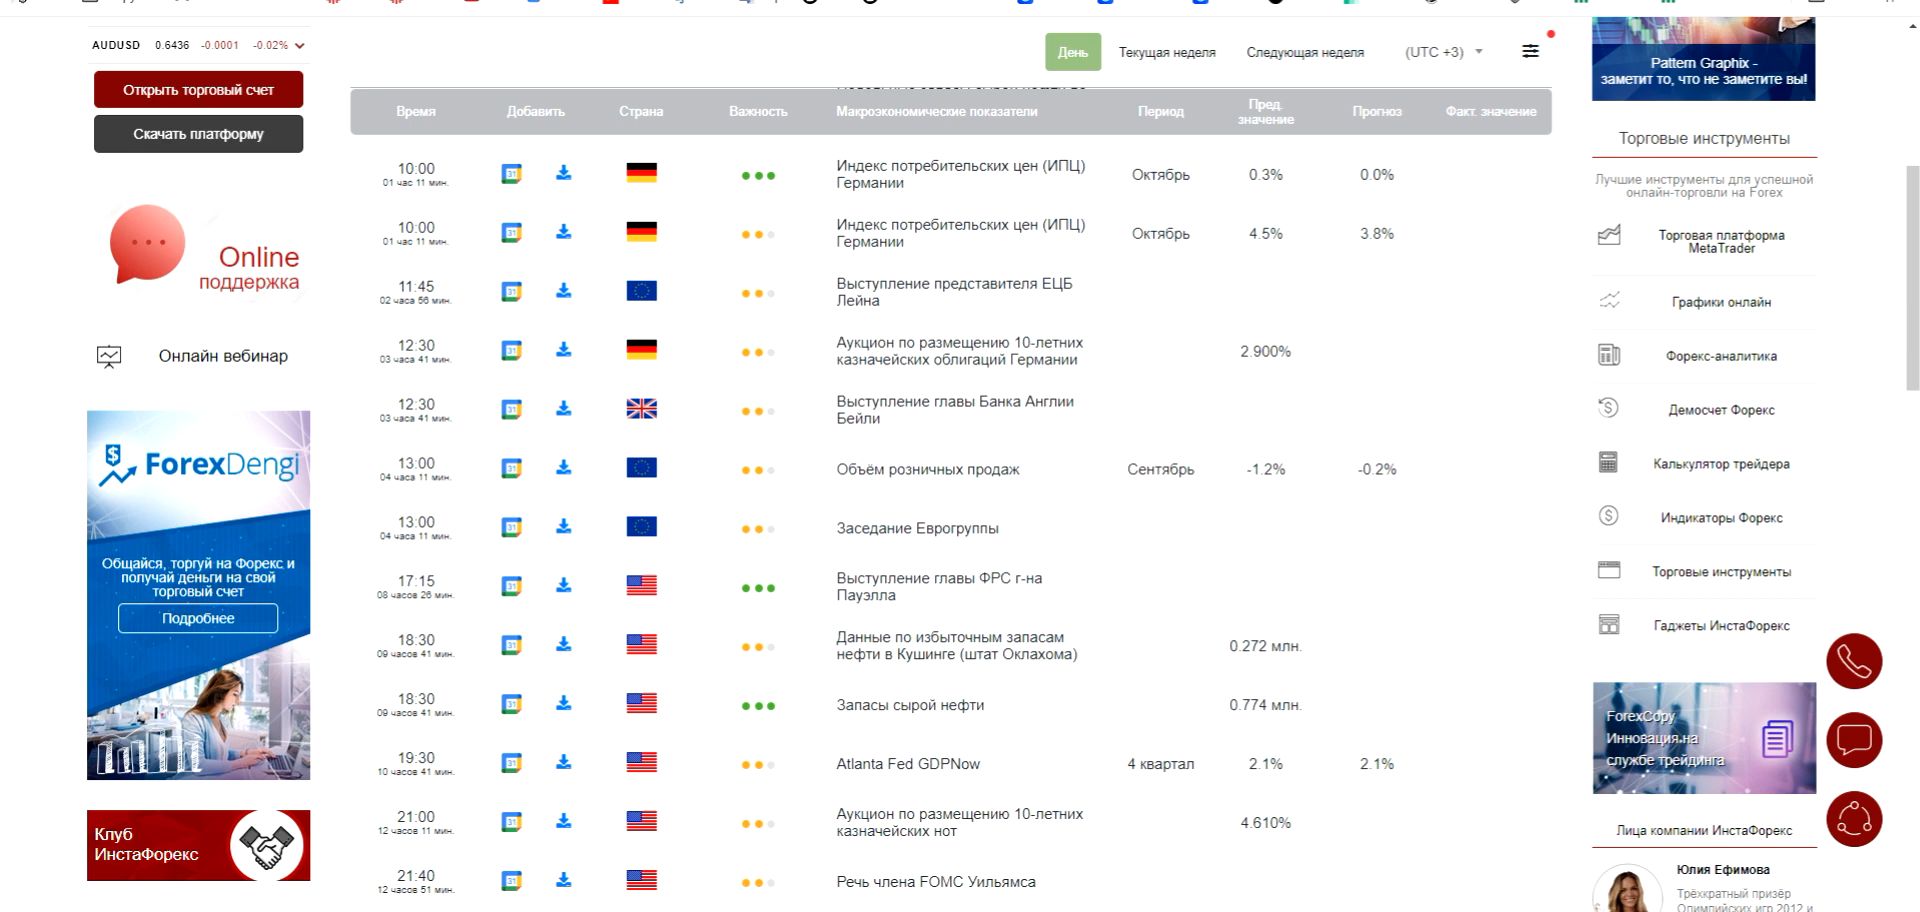 AUDUSD 0.6436 -0.0001 -0.02%
Открыть торговый счет
Скачать платформу
Online
поддержка
Онлайн вебинар
ForexDengi
Общайся, торгуй на Форекс и
получай деньги на свой
торговый счет
Подробнее
Клуб
ИнстаФорекс
День Текущая неделя Следующая неделя (UTC +3)
Время Добавить Страна Важность Макроэкономические показатели Период Пред. значение Прогноз Факт. значение
10:00 Индекс потребительских цен (ИПЦ) Октябрь 0.3% 0.0%
01 час 11 мин. Германии
10:00 Индекс потребительских цен (ИПЦ) Октябрь 4.5% 3.8%
01 час 11 мин. Германии
11:45 Выступление представителя ЕЦБ
02 часа 56 мин. Лейна
12:30 Аукцион по размещению 10-летних 2.900%
03 часа 41 мин. казначейских облигаций Германии
12:30 Выступление главы Банка Англии
03 часа 41 мин. Бейли
13:00 Объём розничных продаж Сентябрь -1.2% -0.2%
04 часа 11 мин.
13:00 Заседание Еврогруппы
04 часа 11 мин.
17:15 Выступление главы ФРС г-на
08 часов 26 мин. Пауэлла
18:30 Данные по избыточным запасам 0.272 млн.
09 часов 41 мин. нефти в Кушинге (штат Оклахома)
18:30 Запасы сырой нефти 0.774 млн.
09 часов 41 мин.
19:30 Atlanta Fed GDPNow 4 квартал 2.1% 2.1%
10 часов 41 мин.
21:00 Аукцион по размещению 10-летних 4.610%
12 часов 11 мин. казначейских нот
21:40 Речь члена FOMC Уильямса
12 часов 51 мин.
Pattern Graphix -
заметит то, что не заметите вы!
Торговые инструменты
Лучшие инструменты для успешной
онлайн-торговли на Forex
Торговая платформа
MetaTrader
Графики онлайн
Форекс-аналитика
Демосчет Форекс
Калькулятор трейдера
Индикаторы Форекс
Торговые инструменты
Гаджеты ИнстаФорекс
ForexCopy
Инновация на
службе трейдинга
Лица компании ИнстаФорекс
Юлия Ефимова
Трёхкратный призёр
Олимпийских игр 2012 и